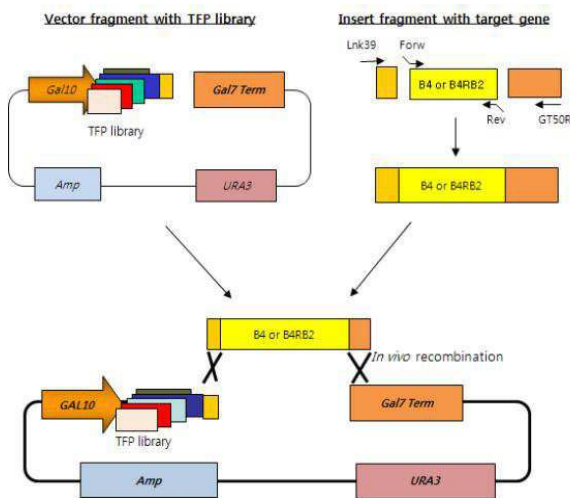 Vector fragment with TFP library
Insert fragment with target gene
Lnk39
Forw
Gal10
Gal7 Term
B4 or B4RB2
TFP library
Rev
GT50R
Amp
URA3
B4 or B4RB2
B4 or B4RB2
In vivo recombination
GAL10
Gal7 Term
TFP library
Amp
URA3